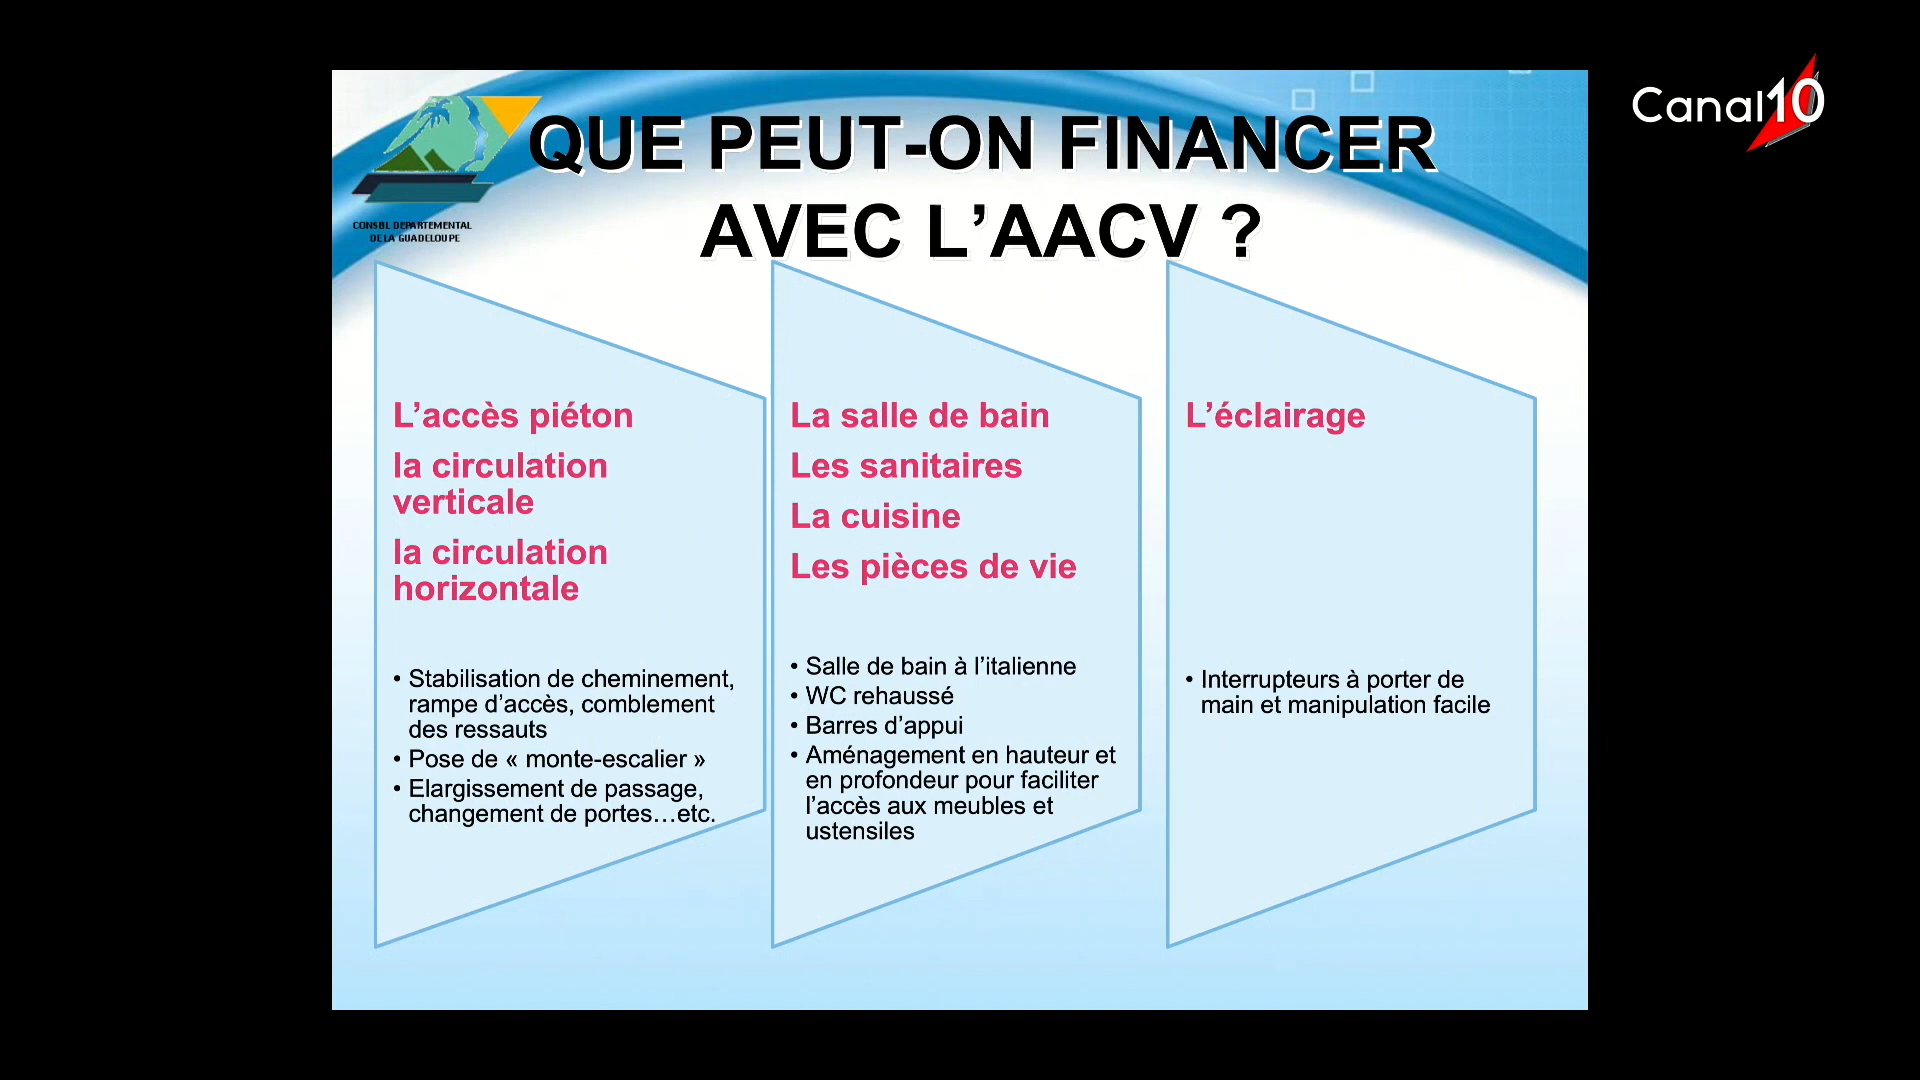 Canal10
QUE PEUT-ON FINANCER
AVEC L’AACV ?
CONSEIL DEPARTEMENTAL
DE LA GUADELOUPE
L’accès piéton
la circulation
verticale
la circulation
horizontale
• Stabilisation de cheminement,
rampe d’accès, comblement
des ressauts
• Pose de « monte-escalier »
• Elargissement de passage,
changement de portes…etc.
La salle de bain
Les sanitaires
La cuisine
Les pièces de vie
• Salle de bain à l’italienne
• WC rehaussé
• Barres d’appui
• Aménagement en hauteur et
en profondeur pour faciliter
l’accès aux meubles et
ustensiles
L’éclairage
• Interrupteurs à porter de
main et manipulation facile